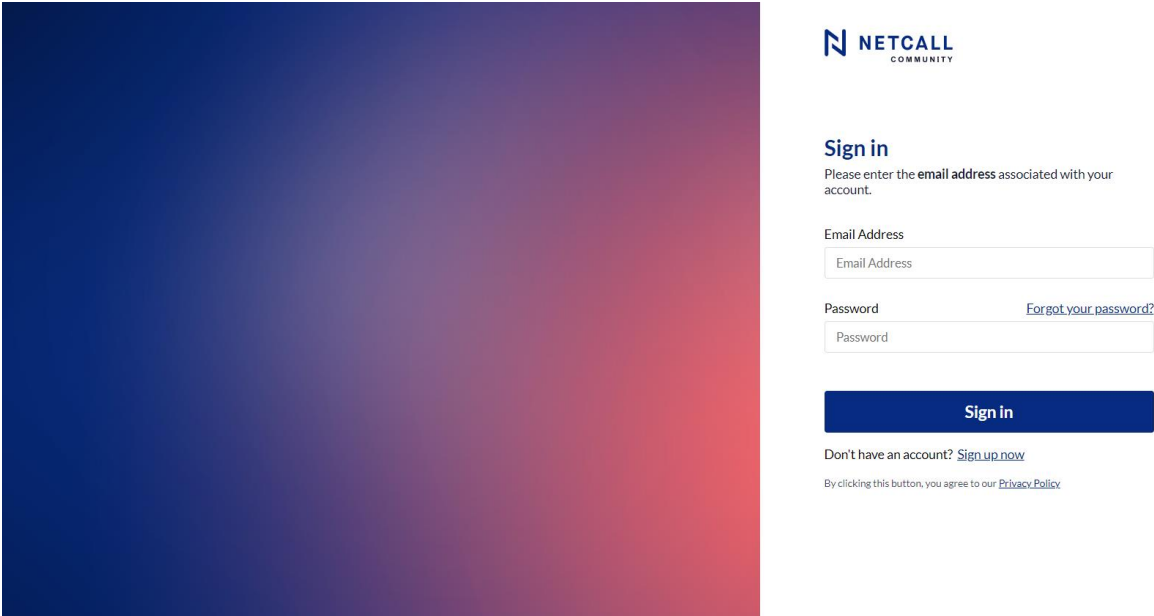 NETCALL
COMMUNITY
Sign in
Please enter the email address associated with your
account.
Email Address
Email Address
Password Forgot your password?
Password
Sign in
Don't have an account? Sign up now
By clicking this button, you agree to our Privacy Policy